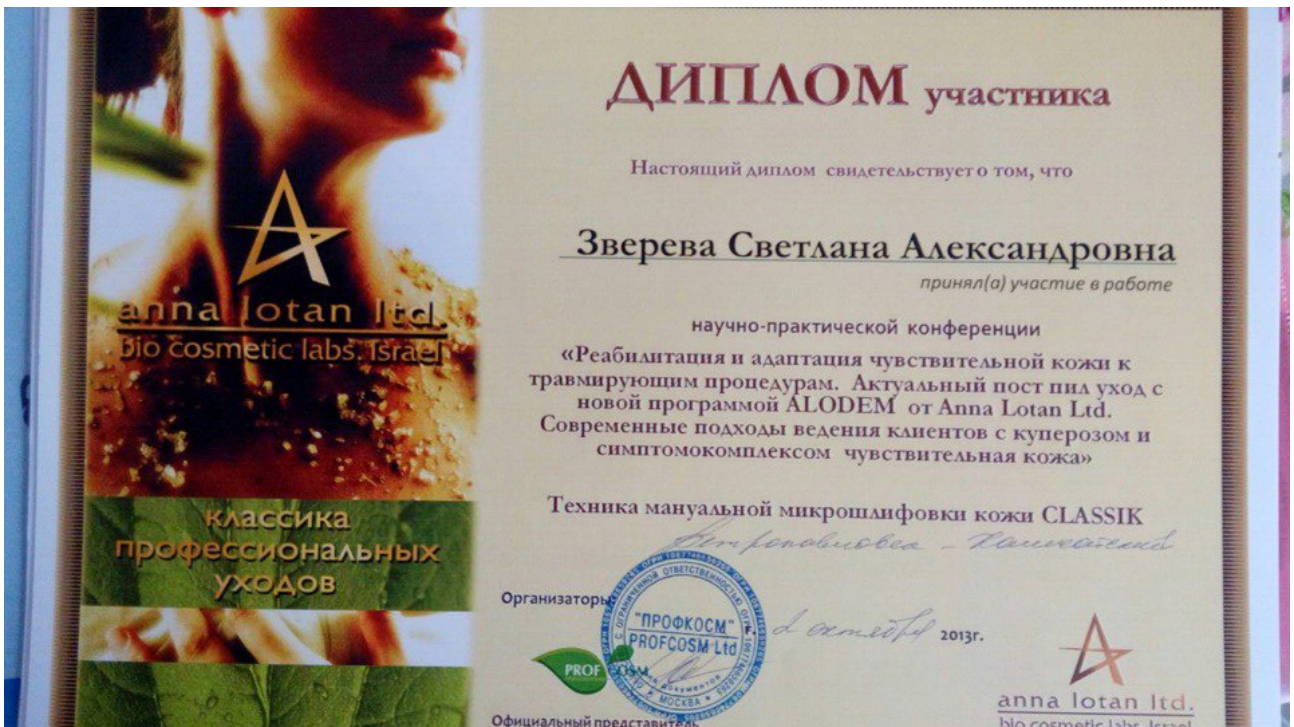 anna lotan ltd.
bio cosmetic labs. Israel
классика
профессиональных
уходов
ДИПЛОМ участника
Настоящий диплом свидетельствует о том, что
Зверева Светлана Александровна
принял(а) участие в работе
научно-практической конференции
«Реабилитация и адаптация чувствительной кожи к
травмирующим процедурам. Актуальный пост пил уход с
новой программой ALODEM от Anna Lotan Ltd.
Современные подходы ведения клиентов с куперозом и
симптомокомплексом чувствительная кожа»
Техника мануальной микрошлифовки кожи CLASSIK
Петропавловск - Камчатский
Организаторы
"ПРОФКОСМ"
PROFCOSM Ltd
документов
МОСКВА
г. 2 октября 2013г.
PROF
Официальный представитель
anna lotan ltd.
bio cosmetic labs. Israel